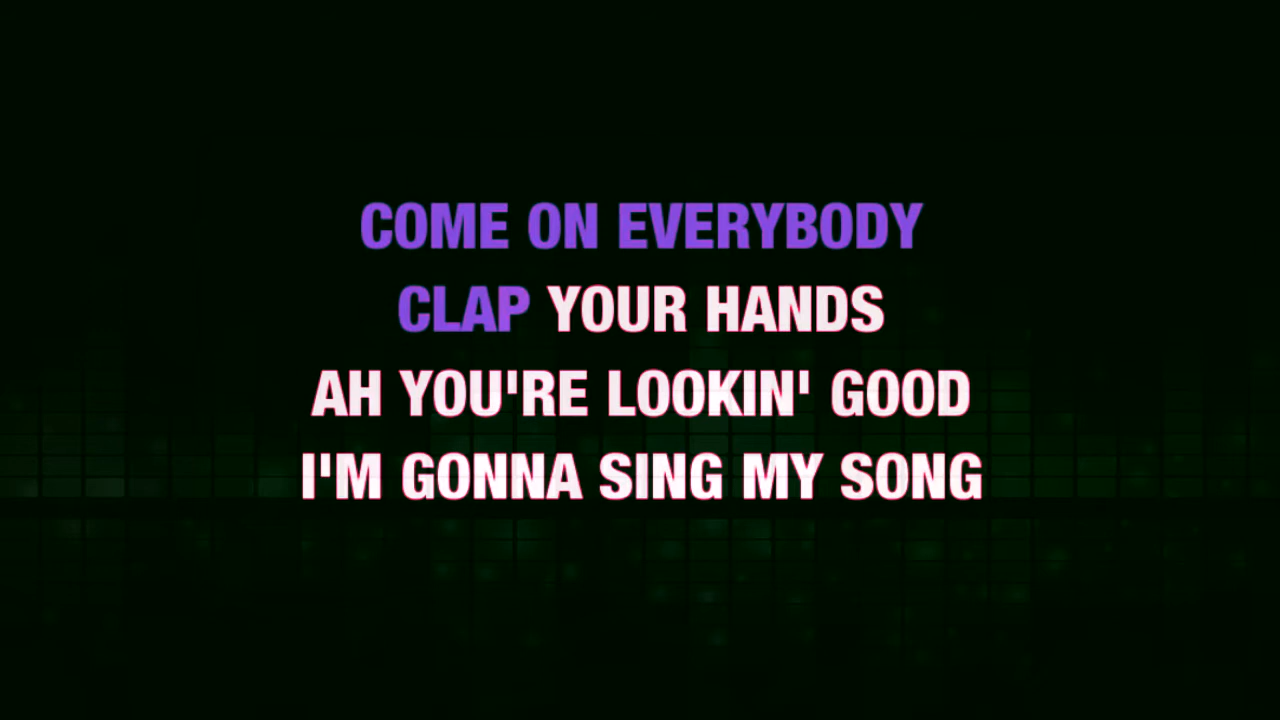 COME ON EVERYBODY
CLAP YOUR HANDS
AH YOU'RE LOOKIN' GOOD
I'M GONNA SING MY SONG